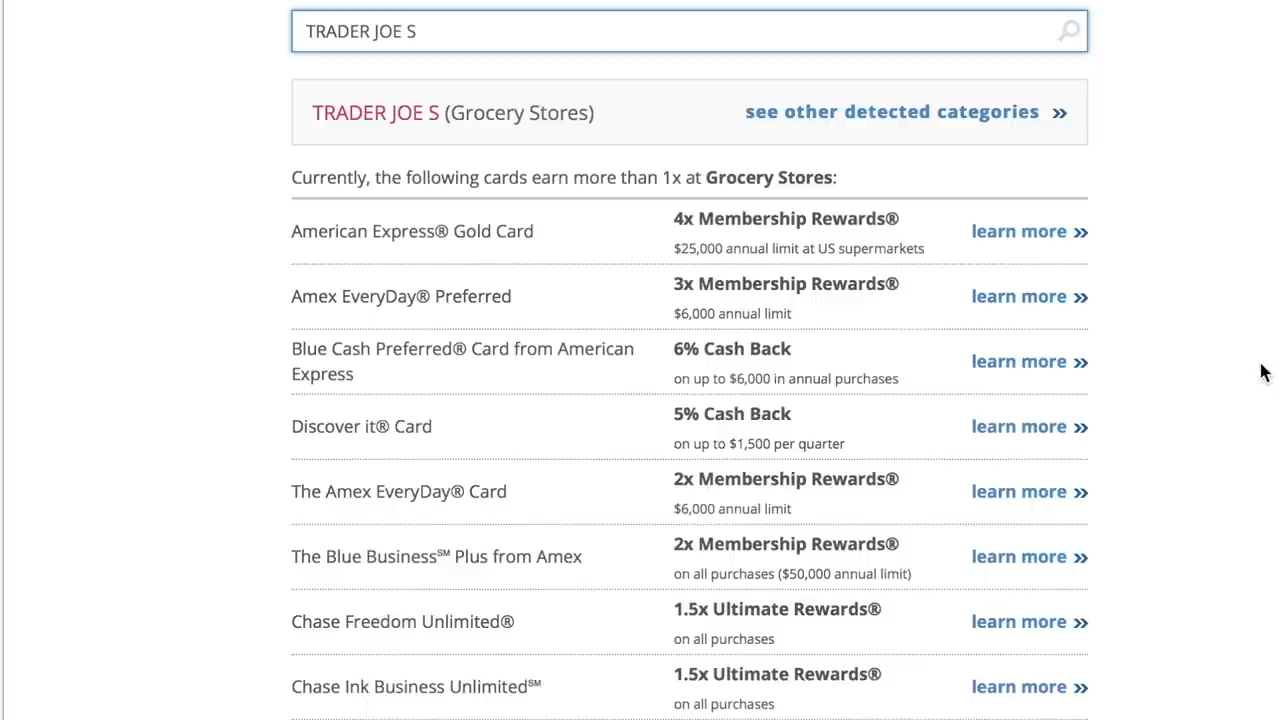 TRADER JOE S
TRADER JOE S (Grocery Stores)
see other detected categories »
Currently, the following cards earn more than 1x at Grocery Stores:
American Express® Gold Card
4x Membership Rewards®
$25,000 annual limit at US supermarkets
learn more »
Amex EveryDay® Preferred
3x Membership Rewards®
$6,000 annual limit
learn more »
Blue Cash Preferred® Card from American
Express
6% Cash Back
on up to $6,000 in annual purchases
learn more »
Discover it® Card
5% Cash Back
on up to $1,500 per quarter
learn more »
The Amex EveryDay® Card
2x Membership Rewards®
$6,000 annual limit
learn more »
The Blue Business℠ Plus from Amex
2x Membership Rewards®
on all purchases ($50,000 annual limit)
learn more »
Chase Freedom Unlimited®
1.5x Ultimate Rewards®
on all purchases
learn more »
Chase Ink Business Unlimited℠
1.5x Ultimate Rewards®
on all purchases
learn more »